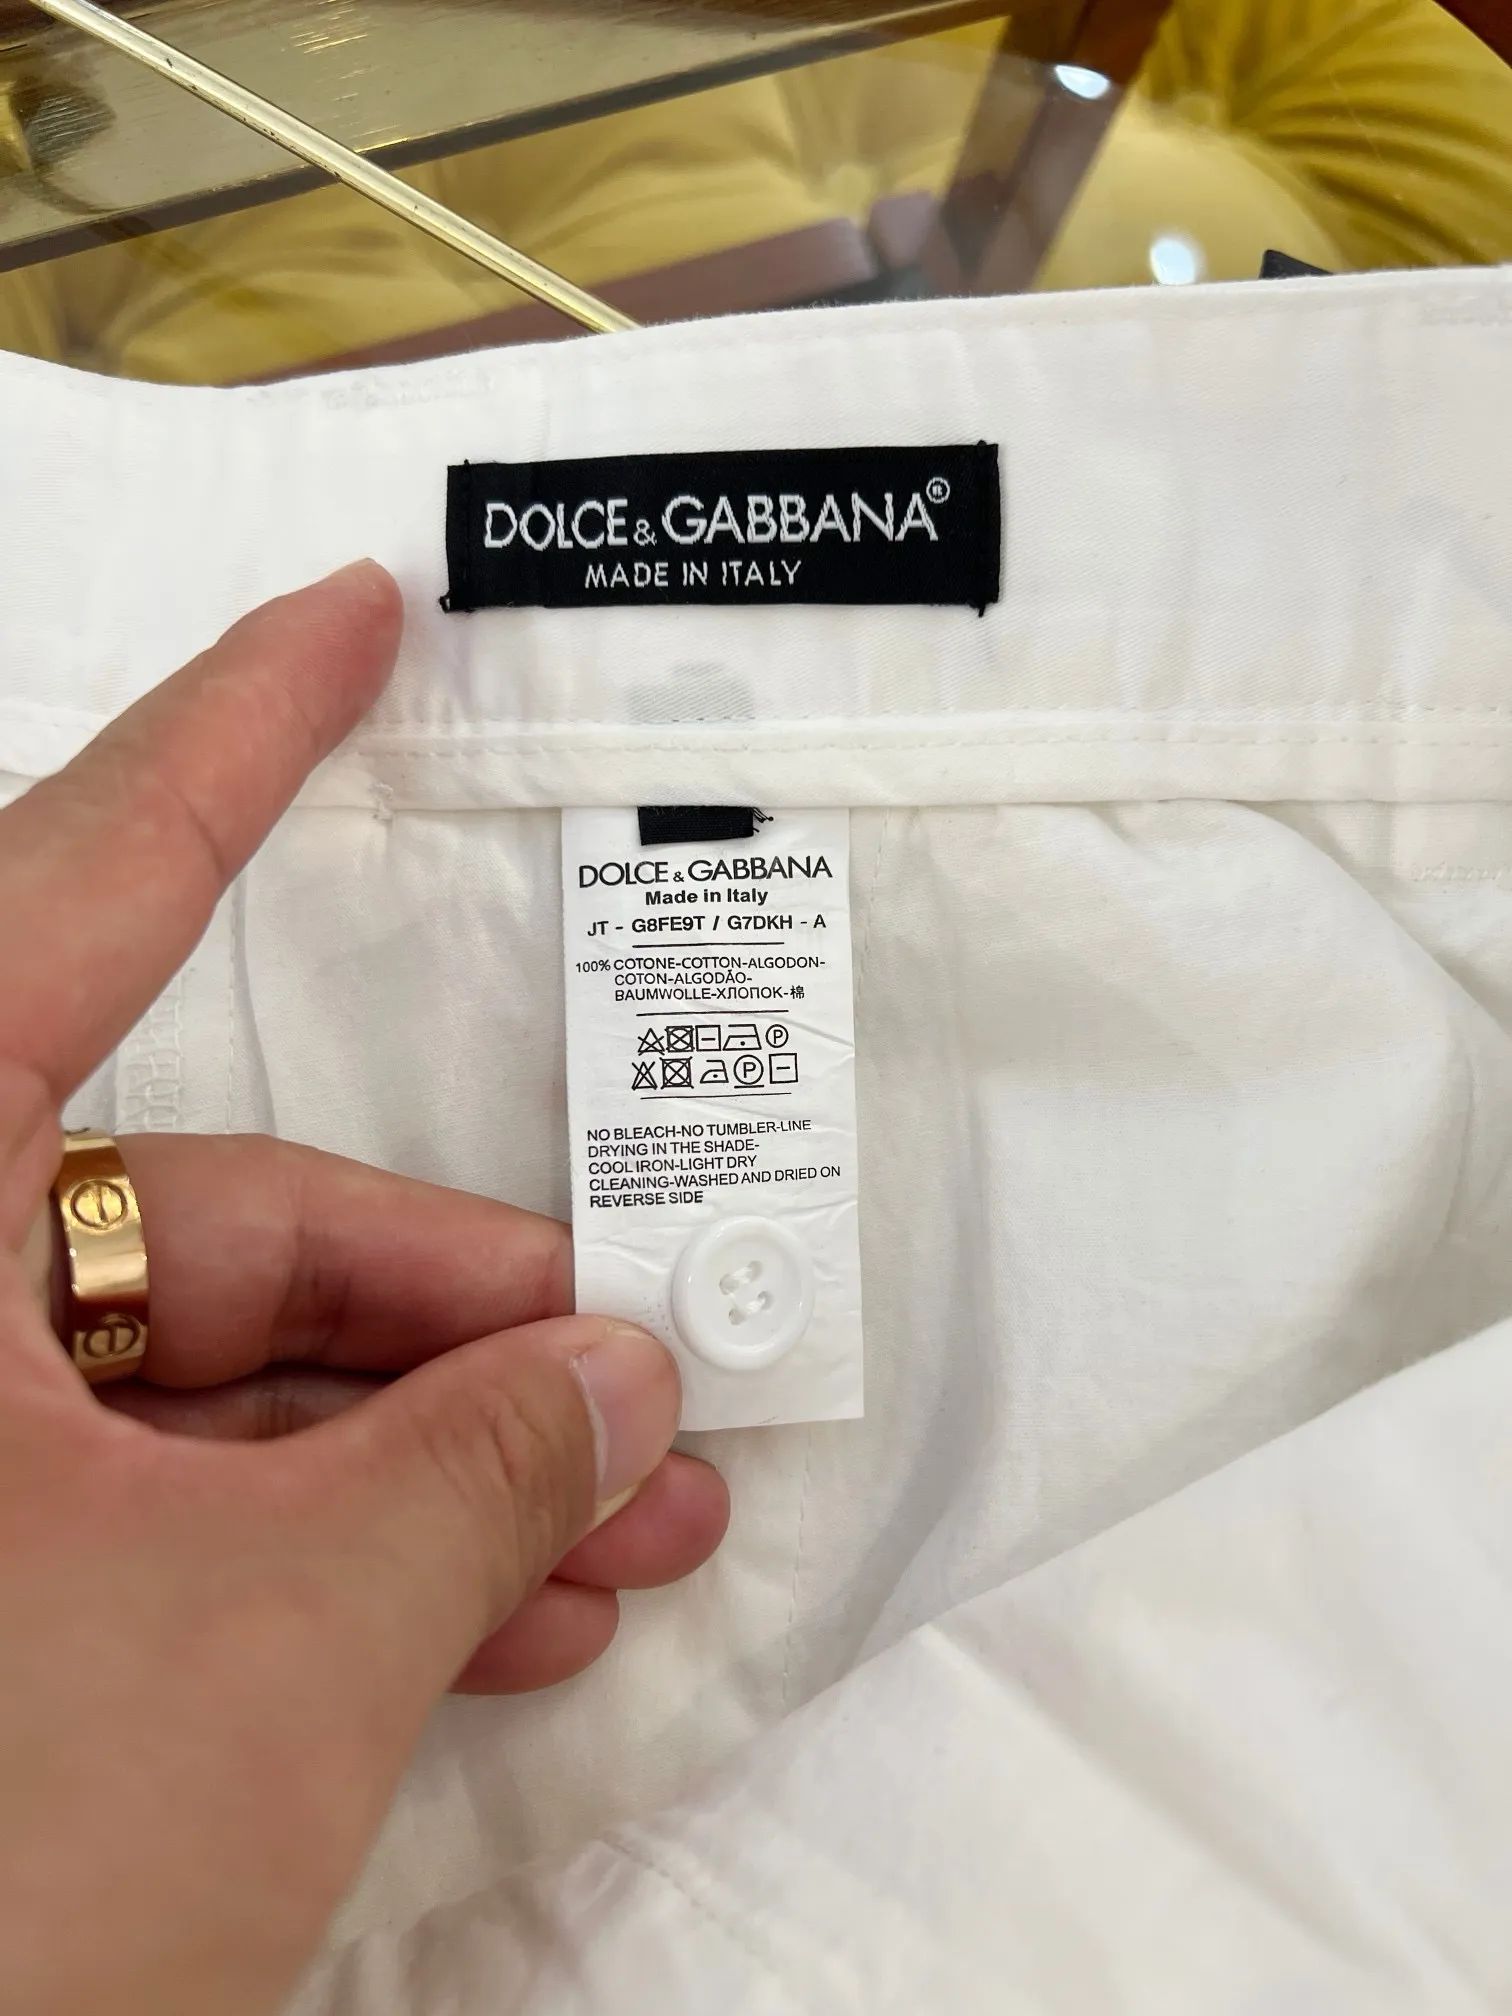 DOLCE & GABBANA®
MADE IN ITALY
DOLCE & GABBANA
Made in Italy
JT - G8FE9T / G7DKH - A
100% COTONE-COTTON-ALGODON-
COTON-ALGODÃO-
BAUMWOLLE-ХЛОПОК-棉
P
P
NO BLEACH-NO TUMBLER-LINE
DRYING IN THE SHADE-
COOL IRON-LIGHT DRY
CLEANING-WASHED AND DRIED ON
REVERSE SIDE